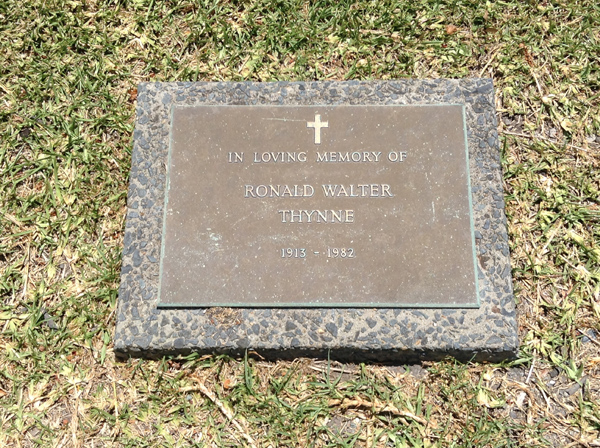 IN LOVING MEMORY OF
RONALD WALTER
THYNNE
1913 - 1982